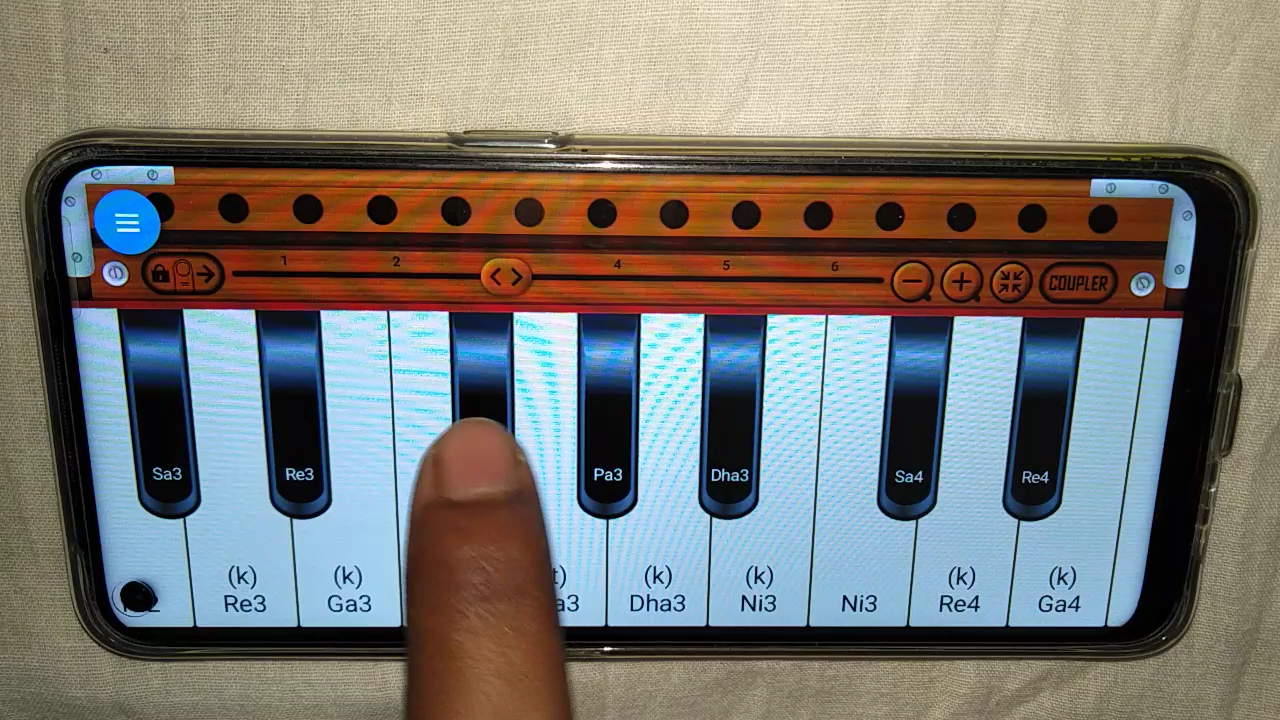 1 2 4 5 6
COUPLER
Sa3 Re3 Pa3 Dha3 Sa4 Re4
(k) (k) (k) (k) (k) (k)
Re3 Ga3 Dha3 Ni3 Ni3 Re4 Ga4